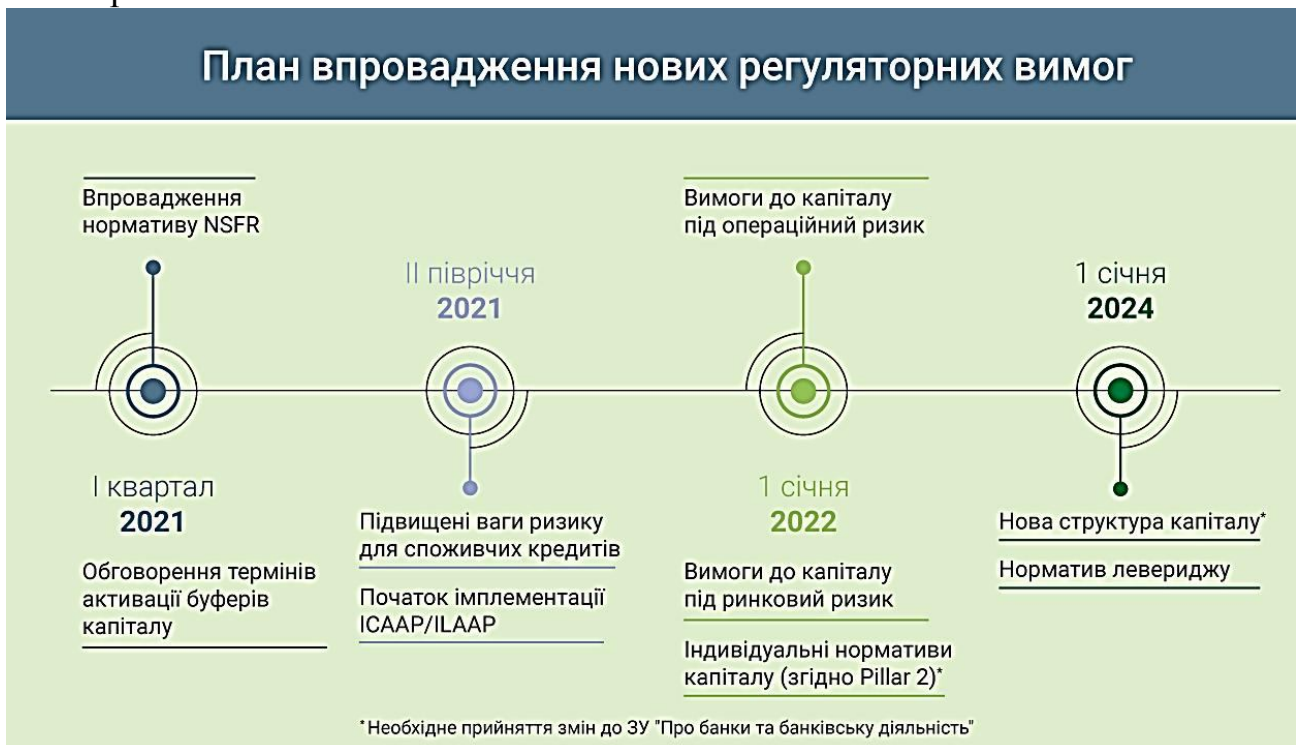 План впровадження нових регуляторних вимог
Впровадження
нормативу NSFR
I квартал
2021
Обговорення термінів
активації буферів
капіталу
II півріччя
2021
Підвищені ваги ризику
для споживчих кредитів
Початок імплементації
ICAAP/ILAAP
Вимоги до капіталу
під операційний ризик
1 січня
2022
Вимоги до капіталу
під ринковий ризик
Індивідуальні нормативи
капіталу (згідно Pillar 2)*
1 січня
2024
Нова структура капіталу*
Норматив левериджу
*Необхідне прийняття змін до ЗУ "Про банки та банківську діяльність"